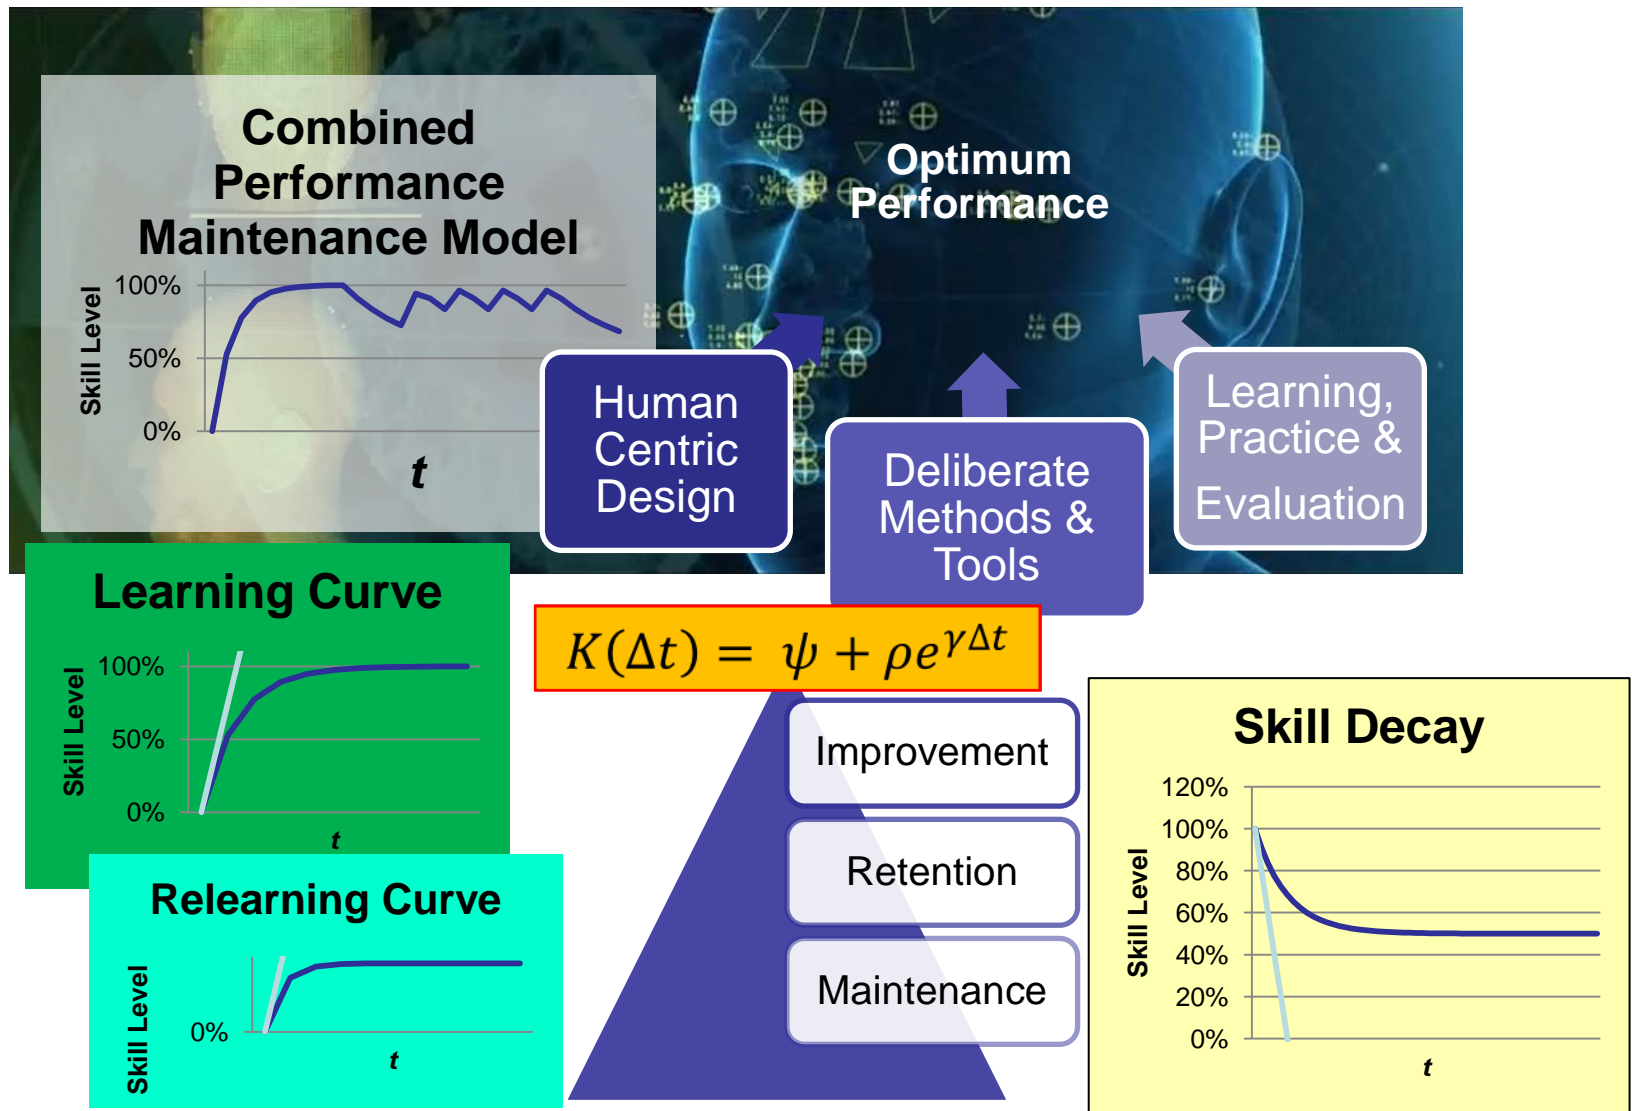 Combined
Performance
Maintenance Model
Skill Level
100%
50%
0%
t
Optimum
Performance
Human
Centric
Design
Deliberate
Methods &
Tools
Learning,
Practice &
Evaluation
Learning Curve
Skill Level
100%
50%
0%
t
K(Δt) = ψ + ρe^{γΔt}
Relearning Curve
Skill Level
0%
t
Improvement
Retention
Maintenance
Skill Decay
Skill Level
120%
100%
80%
60%
40%
20%
0%
t